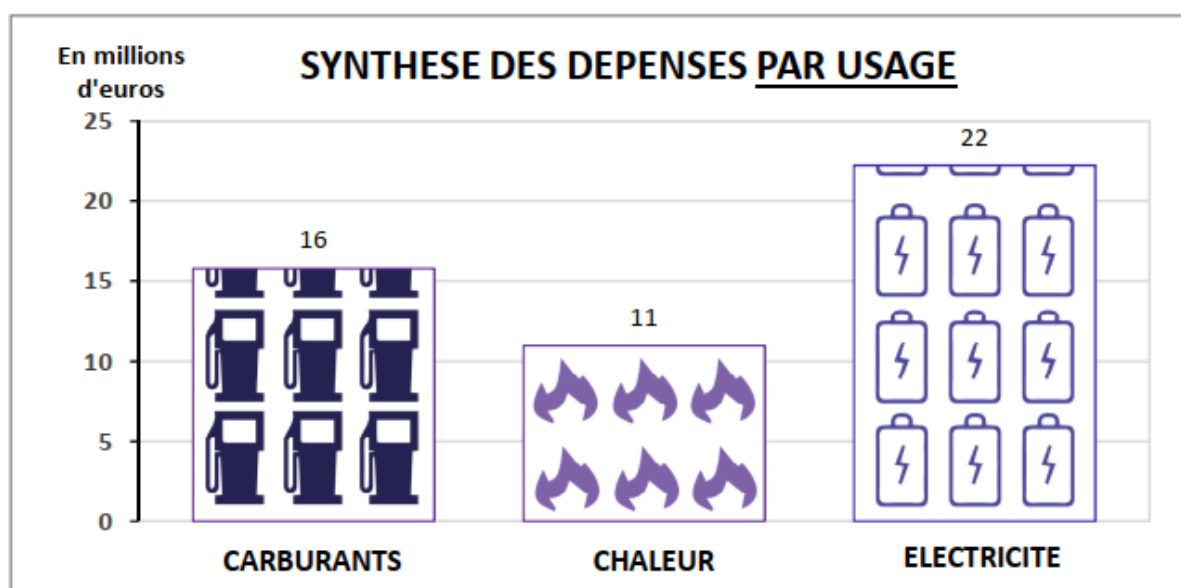 En millions
d'euros
SYNTHESE DES DEPENSES PAR USAGE
25
20
15
10
5
0
16
11
22
CARBURANTS
CHALEUR
ELECTRICITE